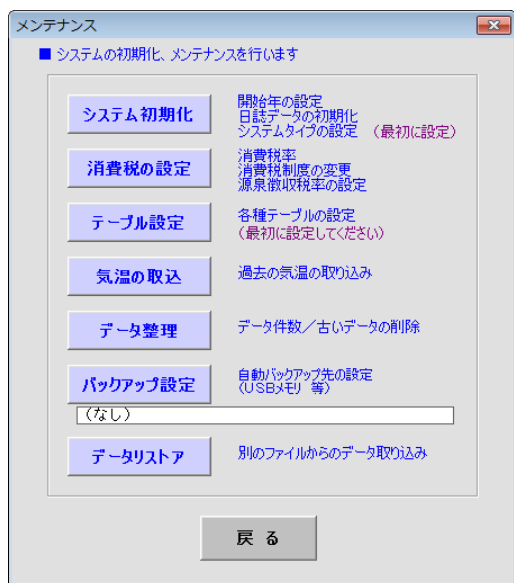 メンテナンス
■ システムの初期化、メンテナンスを行います
システム初期化
開始年の設定
日誌データの初期化
システムタイプの設定 (最初に設定)
消費税の設定
消費税率
消費税制度の変更
源泉徴収税率の設定
テーブル設定
各種テーブルの設定
(最初に設定してください)
気温の取込
過去の気温の取り込み
データ整理
データ件数/古いデータの削除
バックアップ設定
自動バックアップ先の設定
(USBメモリ 等)
(なし)
データリストア
別のファイルからのデータ取り込み
戻 る